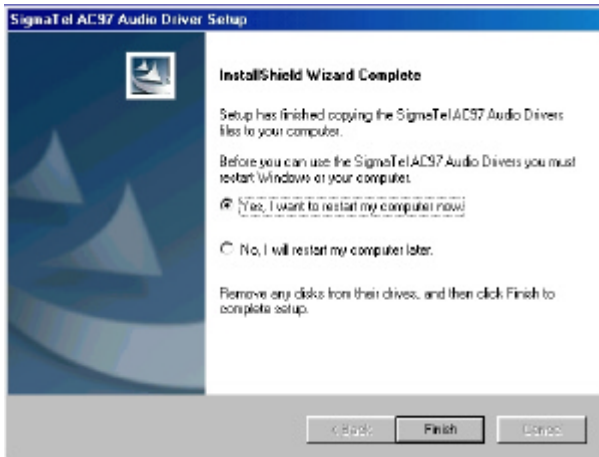 SigmaTel AC97 Audio Driver Setup
InstallShield Wizard Complete
Setup has finished copying the SigmaTel AC97 Audio Drivers
files to your computer.
Before you can use the SigmaTel AC97 Audio Drivers you must
restart Windows or your computer.
Yes, I want to restart my computer now.
No, I will restart my computer later.
Remove any disks from their drives, and then click Finish to
complete setup.
< Back
Finish
Cancel